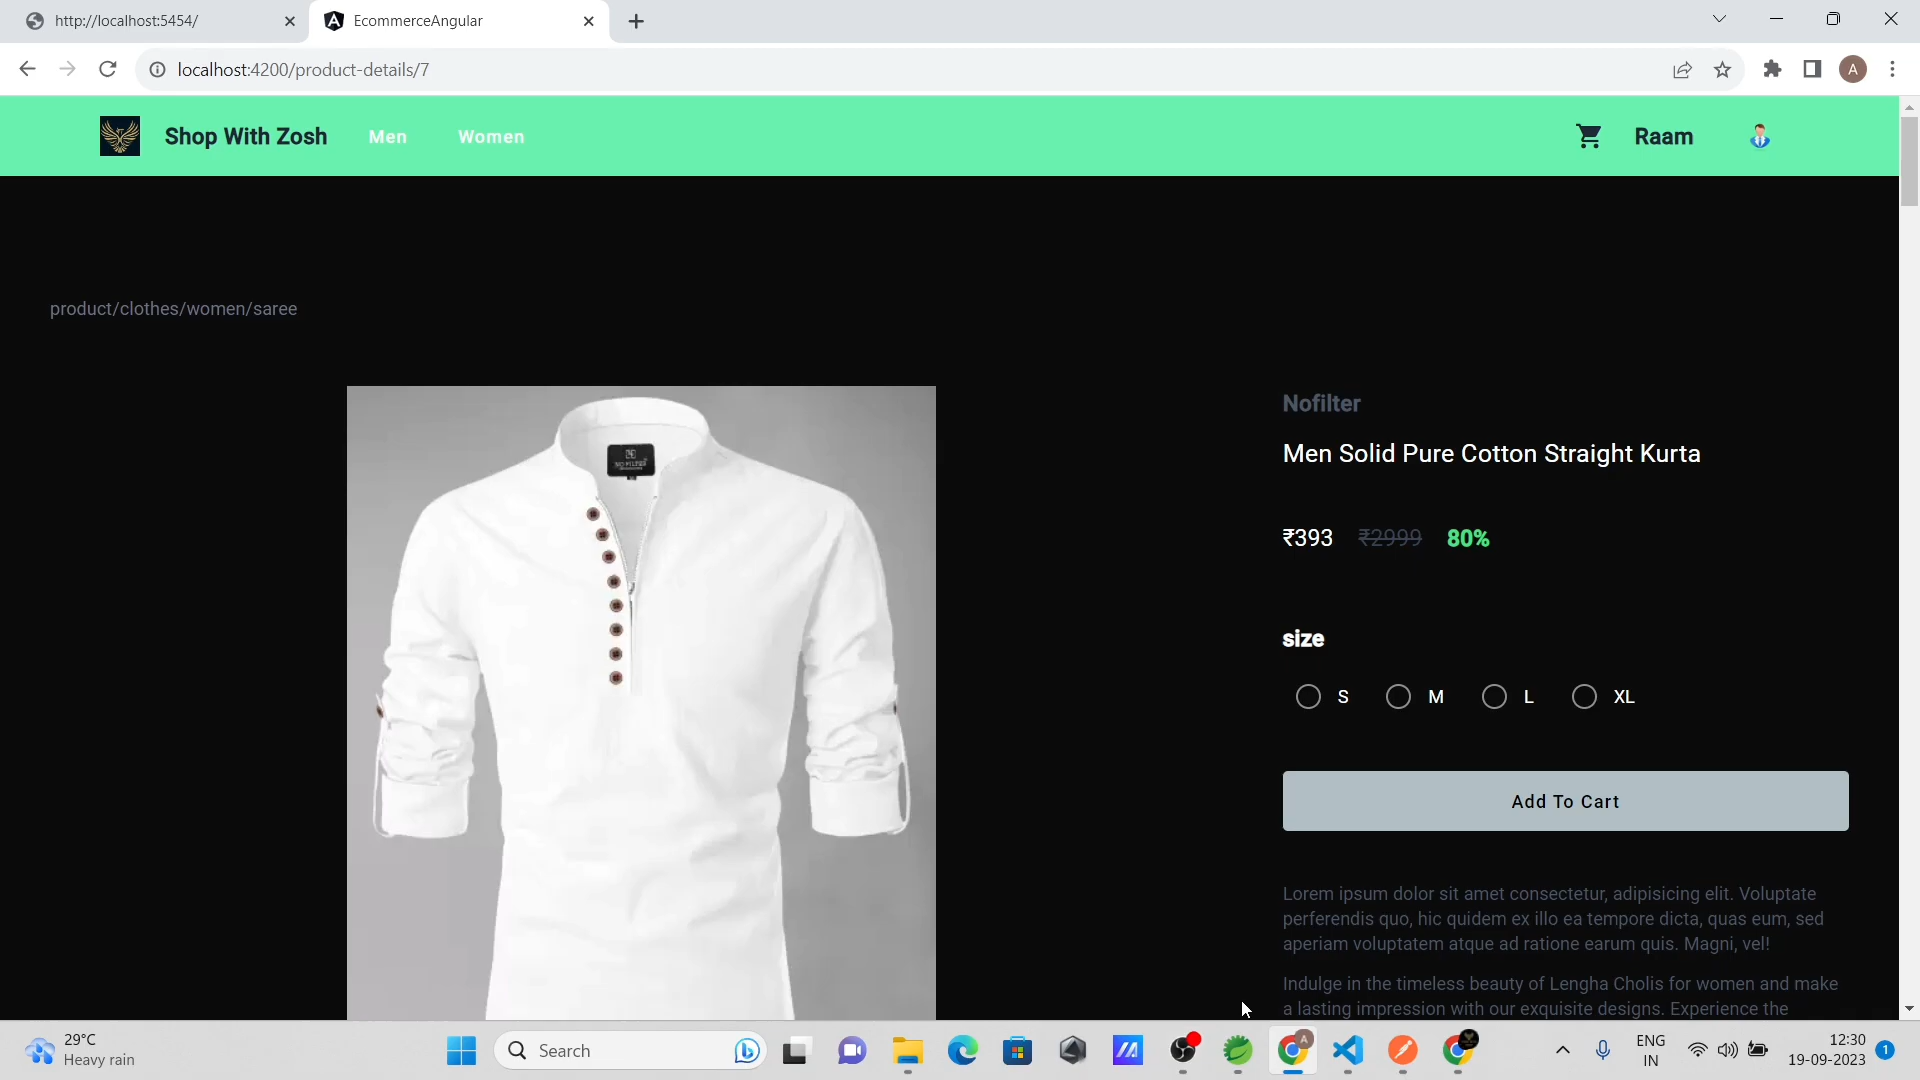 http://localhost:5454/
EcommerceAngular
localhost:4200/product-details/7
A
Shop With Zosh
Men
Women
Raam
product/clothes/women/saree
NO FILTER
Nofilter
Men Solid Pure Cotton Straight Kurta
₹393 ₹2999 80%
size
S M L XL
Add To Cart
Lorem ipsum dolor sit amet consectetur, adipisicing elit. Voluptate
perferendis quo, hic quidem ex illo ea tempore dicta, quas eum, sed
aperiam voluptatem atque ad ratione earum quis. Magni, vel!
Indulge in the timeless beauty of Lengha Cholis for women and make
a lasting impression with our exquisite designs. Experience the
29°C
Heavy rain
Search
A
ENG
IN
12:30
19-09-2023
1